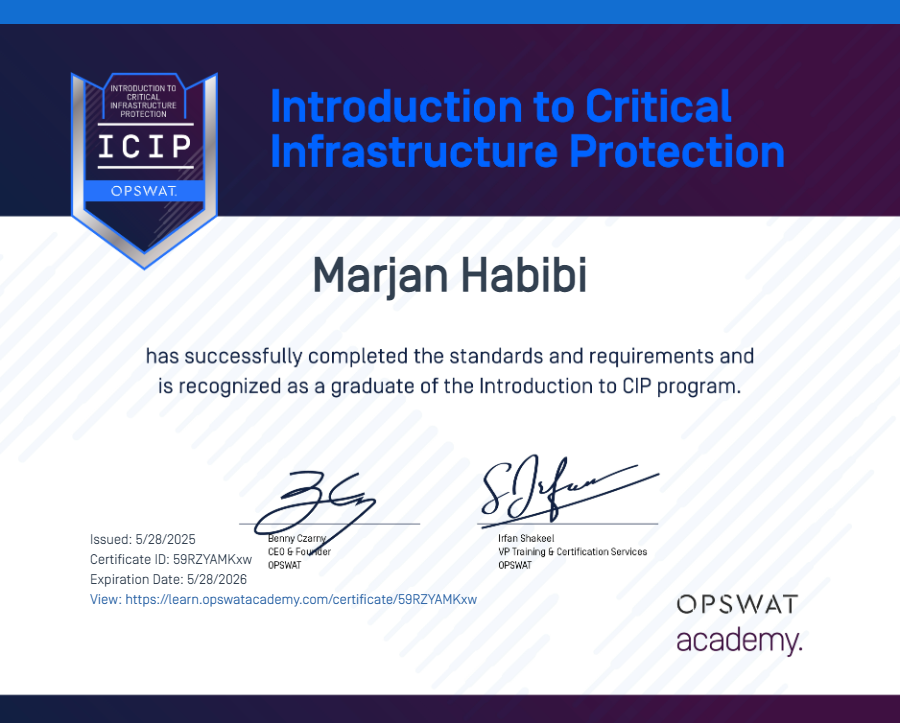 INTRODUCTION TO
CRITICAL
INFRASTRUCTURE
PROTECTION
ICIP
OPSWAT.
Introduction to Critical
Infrastructure Protection
Marjan Habibi
has successfully completed the standards and requirements and
is recognized as a graduate of the Introduction to CIP program.
Benny Czarny
CEO & Founder
OPSWAT
Irfan Shakeel
VP Training & Certification Services
OPSWAT
Issued: 5/28/2025
Certificate ID: 59RZYAMKxw
Expiration Date: 5/28/2026
View: https://learn.opswatacademy.com/certificate/59RZYAMKxw
OPSWAT
academy.